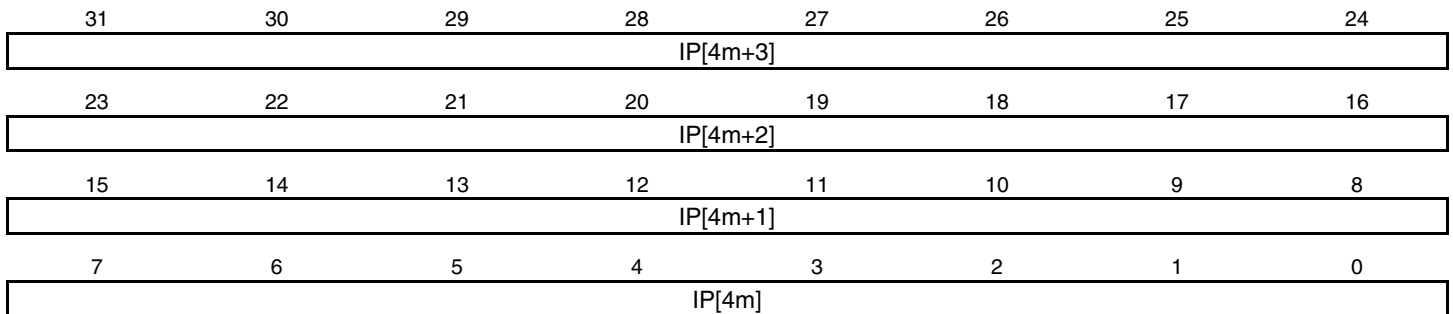 31 30 29 28 27 26 25 24
IP[4m+3]
23 22 21 20 19 18 17 16
IP[4m+2]
15 14 13 12 11 10 9 8
IP[4m+1]
7 6 5 4 3 2 1 0
IP[4m]